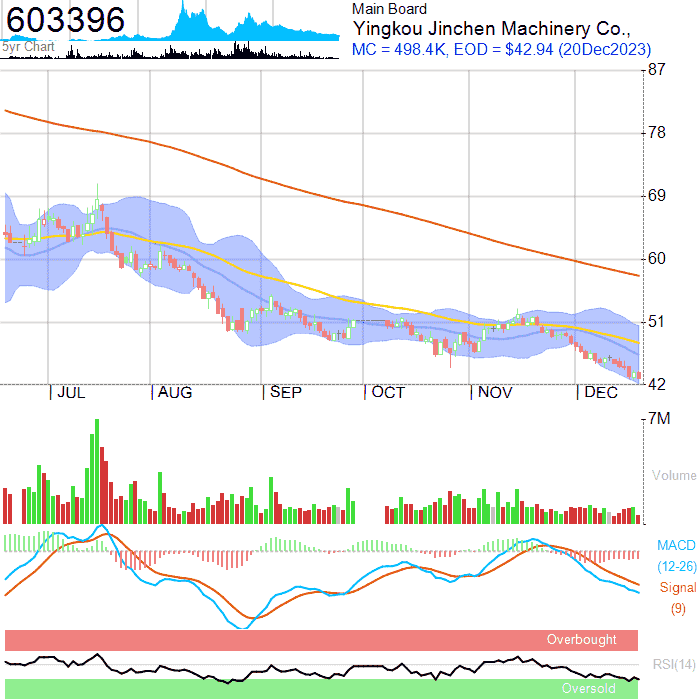 603396
5yr Chart
Main Board
Yingkou Jinchen Machinery Co.,
MC = 498.4K, EOD = $42.94 (20Dec2023)
87
78
69
60
51
42
JUL AUG SEP OCT NOV DEC
7M
Volume
MACD
(12-26)
Signal
(9)
Overbought
RSI(14)
Oversold